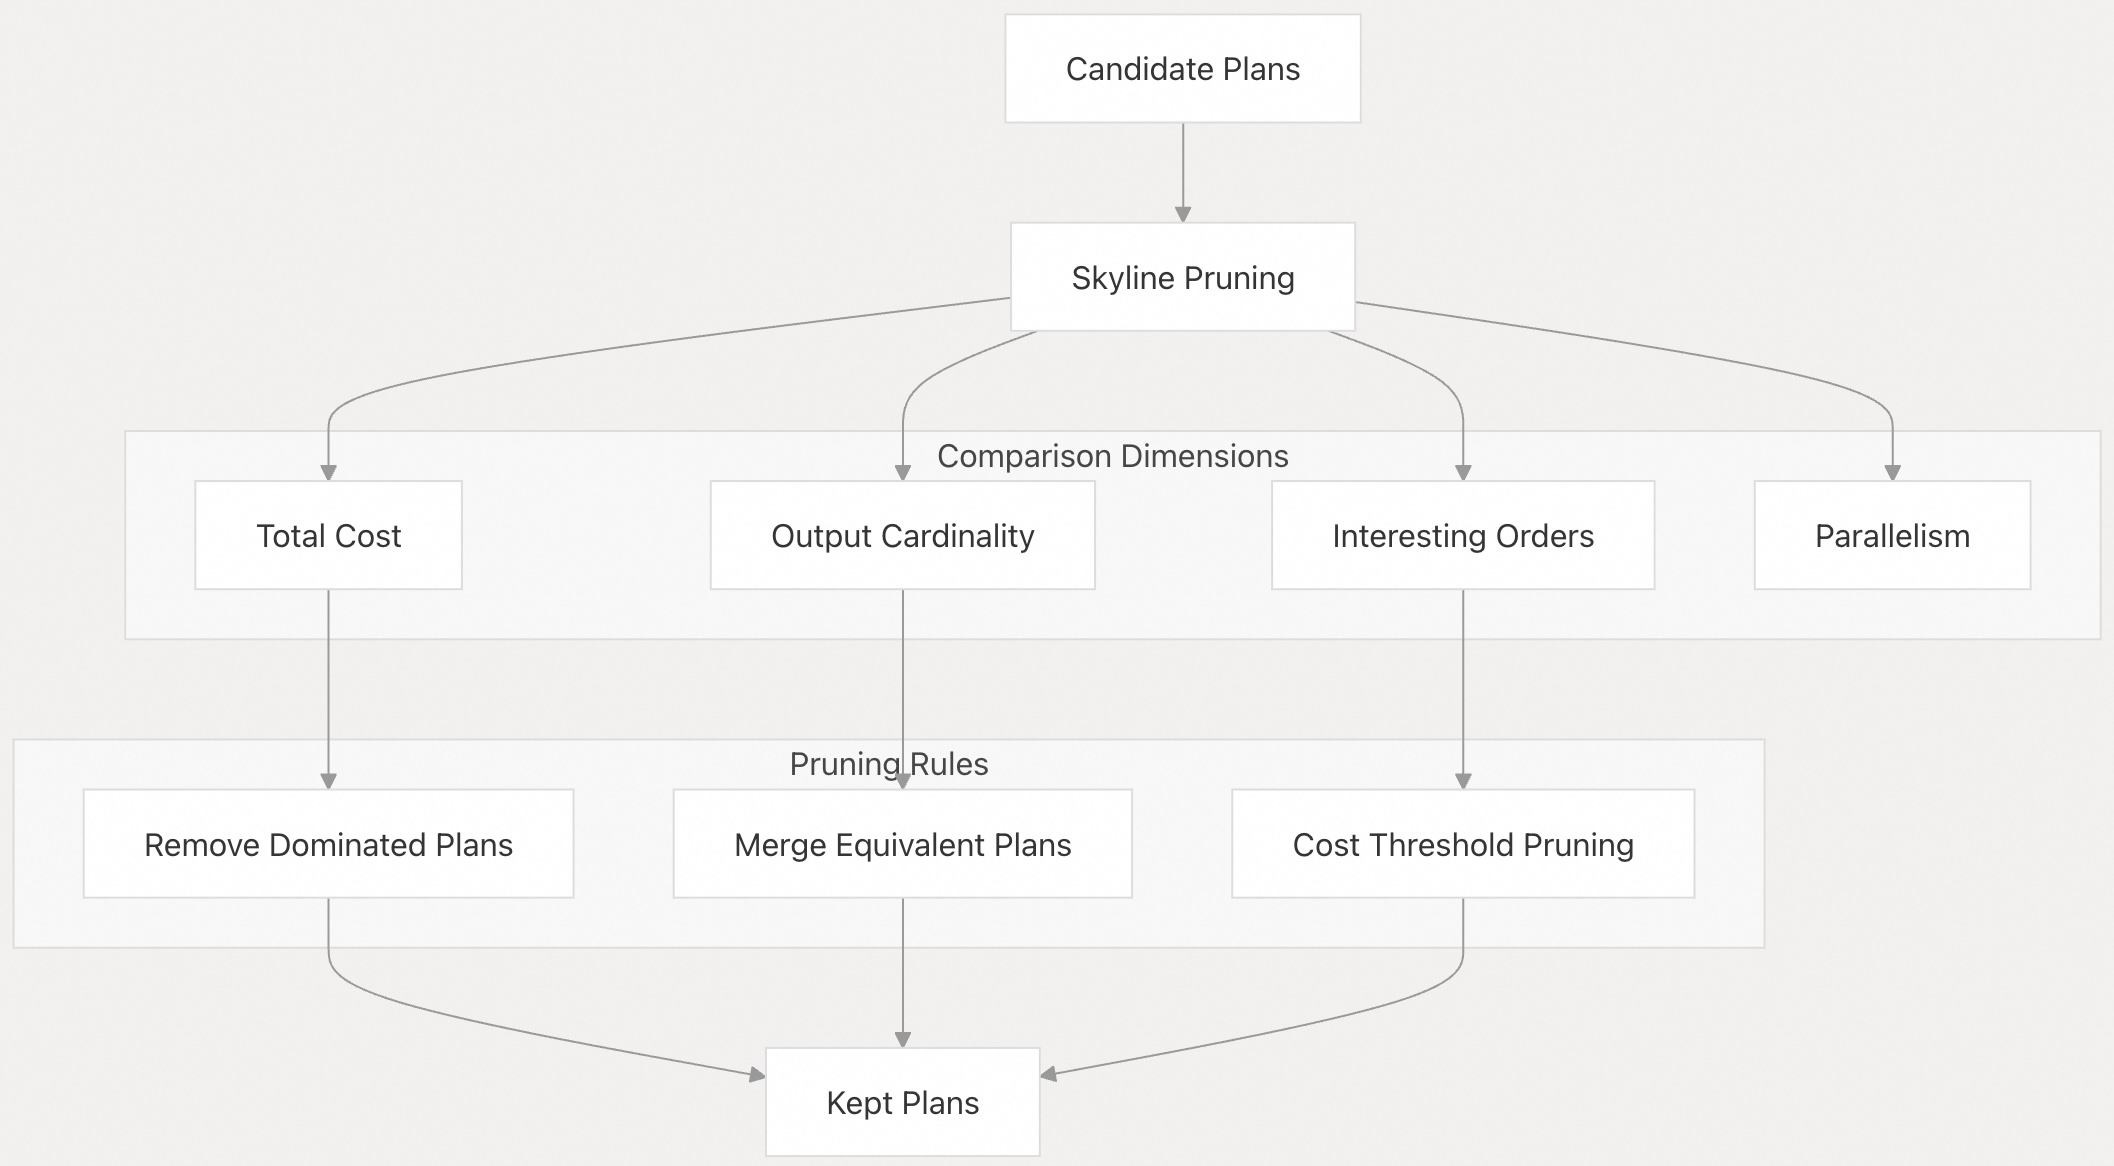 Candidate Plans
Skyline Pruning
Comparison Dimensions
Total Cost
Output Cardinality
Interesting Orders
Parallelism
Pruning Rules
Remove Dominated Plans
Merge Equivalent Plans
Cost Threshold Pruning
Kept Plans